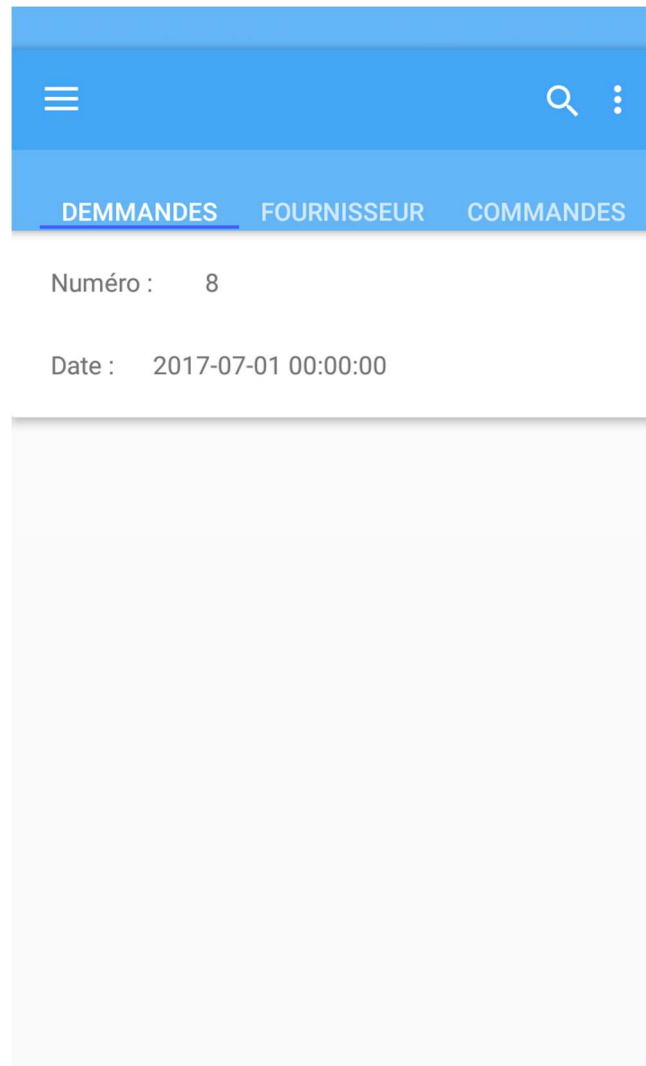 DEMMANDES FOURNISSEUR COMMANDES
Numéro : 8
Date : 2017-07-01 00:00:00